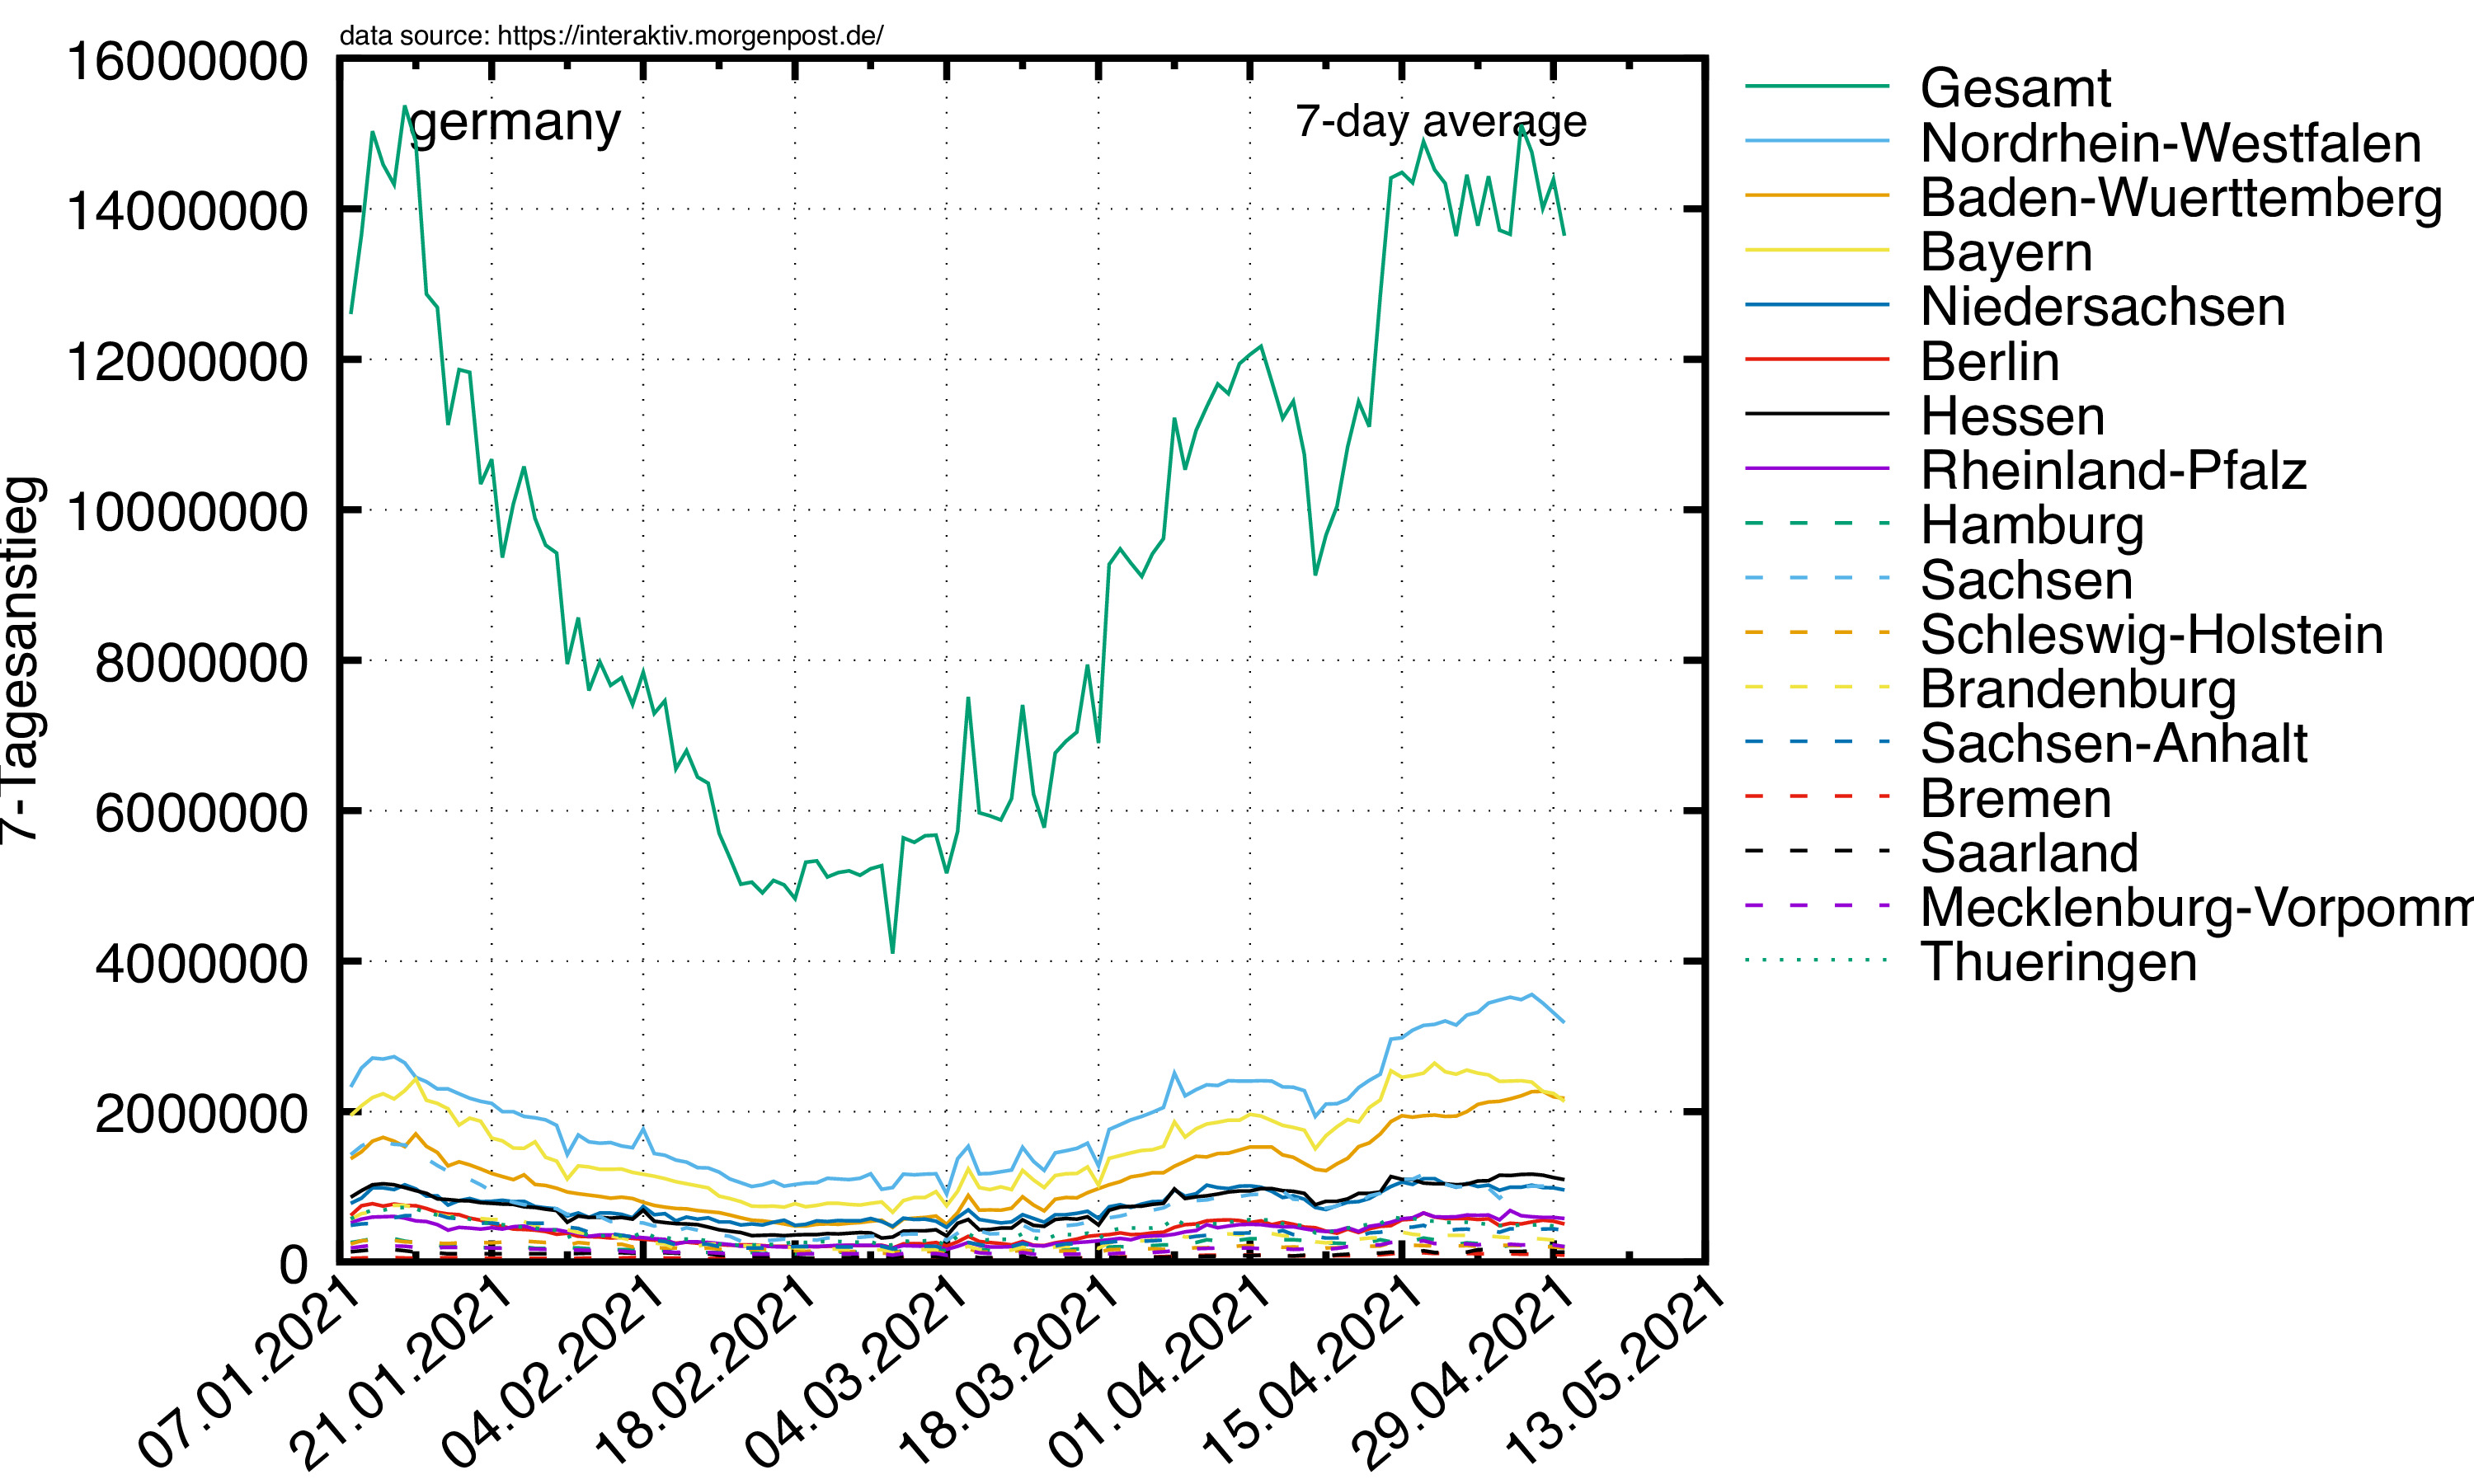 data source: https://interaktiv.morgenpost.de/
germany
7-day average
7-Tagesanstieg
16000000
14000000
12000000
10000000
8000000
6000000
4000000
2000000
0
07.01.2021
21.01.2021
04.02.2021
18.02.2021
04.03.2021
18.03.2021
01.04.2021
15.04.2021
29.04.2021
13.05.2021
Gesamt
Nordrhein-Westfalen
Baden-Wuerttemberg
Bayern
Niedersachsen
Berlin
Hessen
Rheinland-Pfalz
Hamburg
Sachsen
Schleswig-Holstein
Brandenburg
Sachsen-Anhalt
Bremen
Saarland
Mecklenburg-Vorpomm
Thueringen